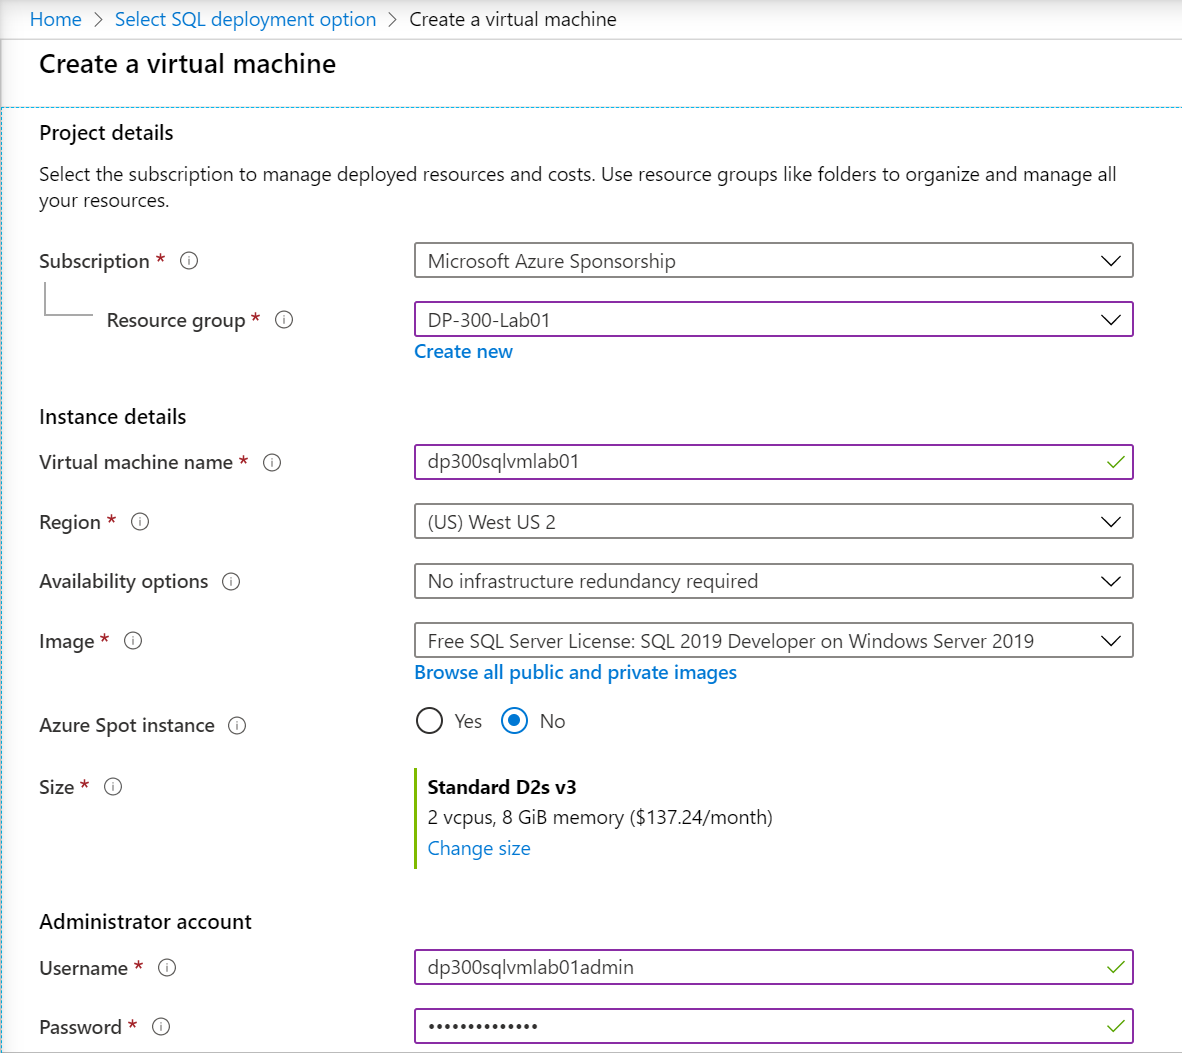 Home > Select SQL deployment option > Create a virtual machine
Create a virtual machine
Project details
Select the subscription to manage deployed resources and costs. Use resource groups like folders to organize and manage all
your resources.
Subscription * Microsoft Azure Sponsorship
Resource group * DP-300-Lab01
Create new
Instance details
Virtual machine name * dp300sqlvmlab01
Region * (US) West US 2
Availability options No infrastructure redundancy required
Image * Free SQL Server License: SQL 2019 Developer on Windows Server 2019
Browse all public and private images
Azure Spot instance Yes No
Size * Standard D2s v3
2 vcpus, 8 GiB memory ($137.24/month)
Change size
Administrator account
Username * dp300sqlvmlab01admin
Password * ••••••••••••••